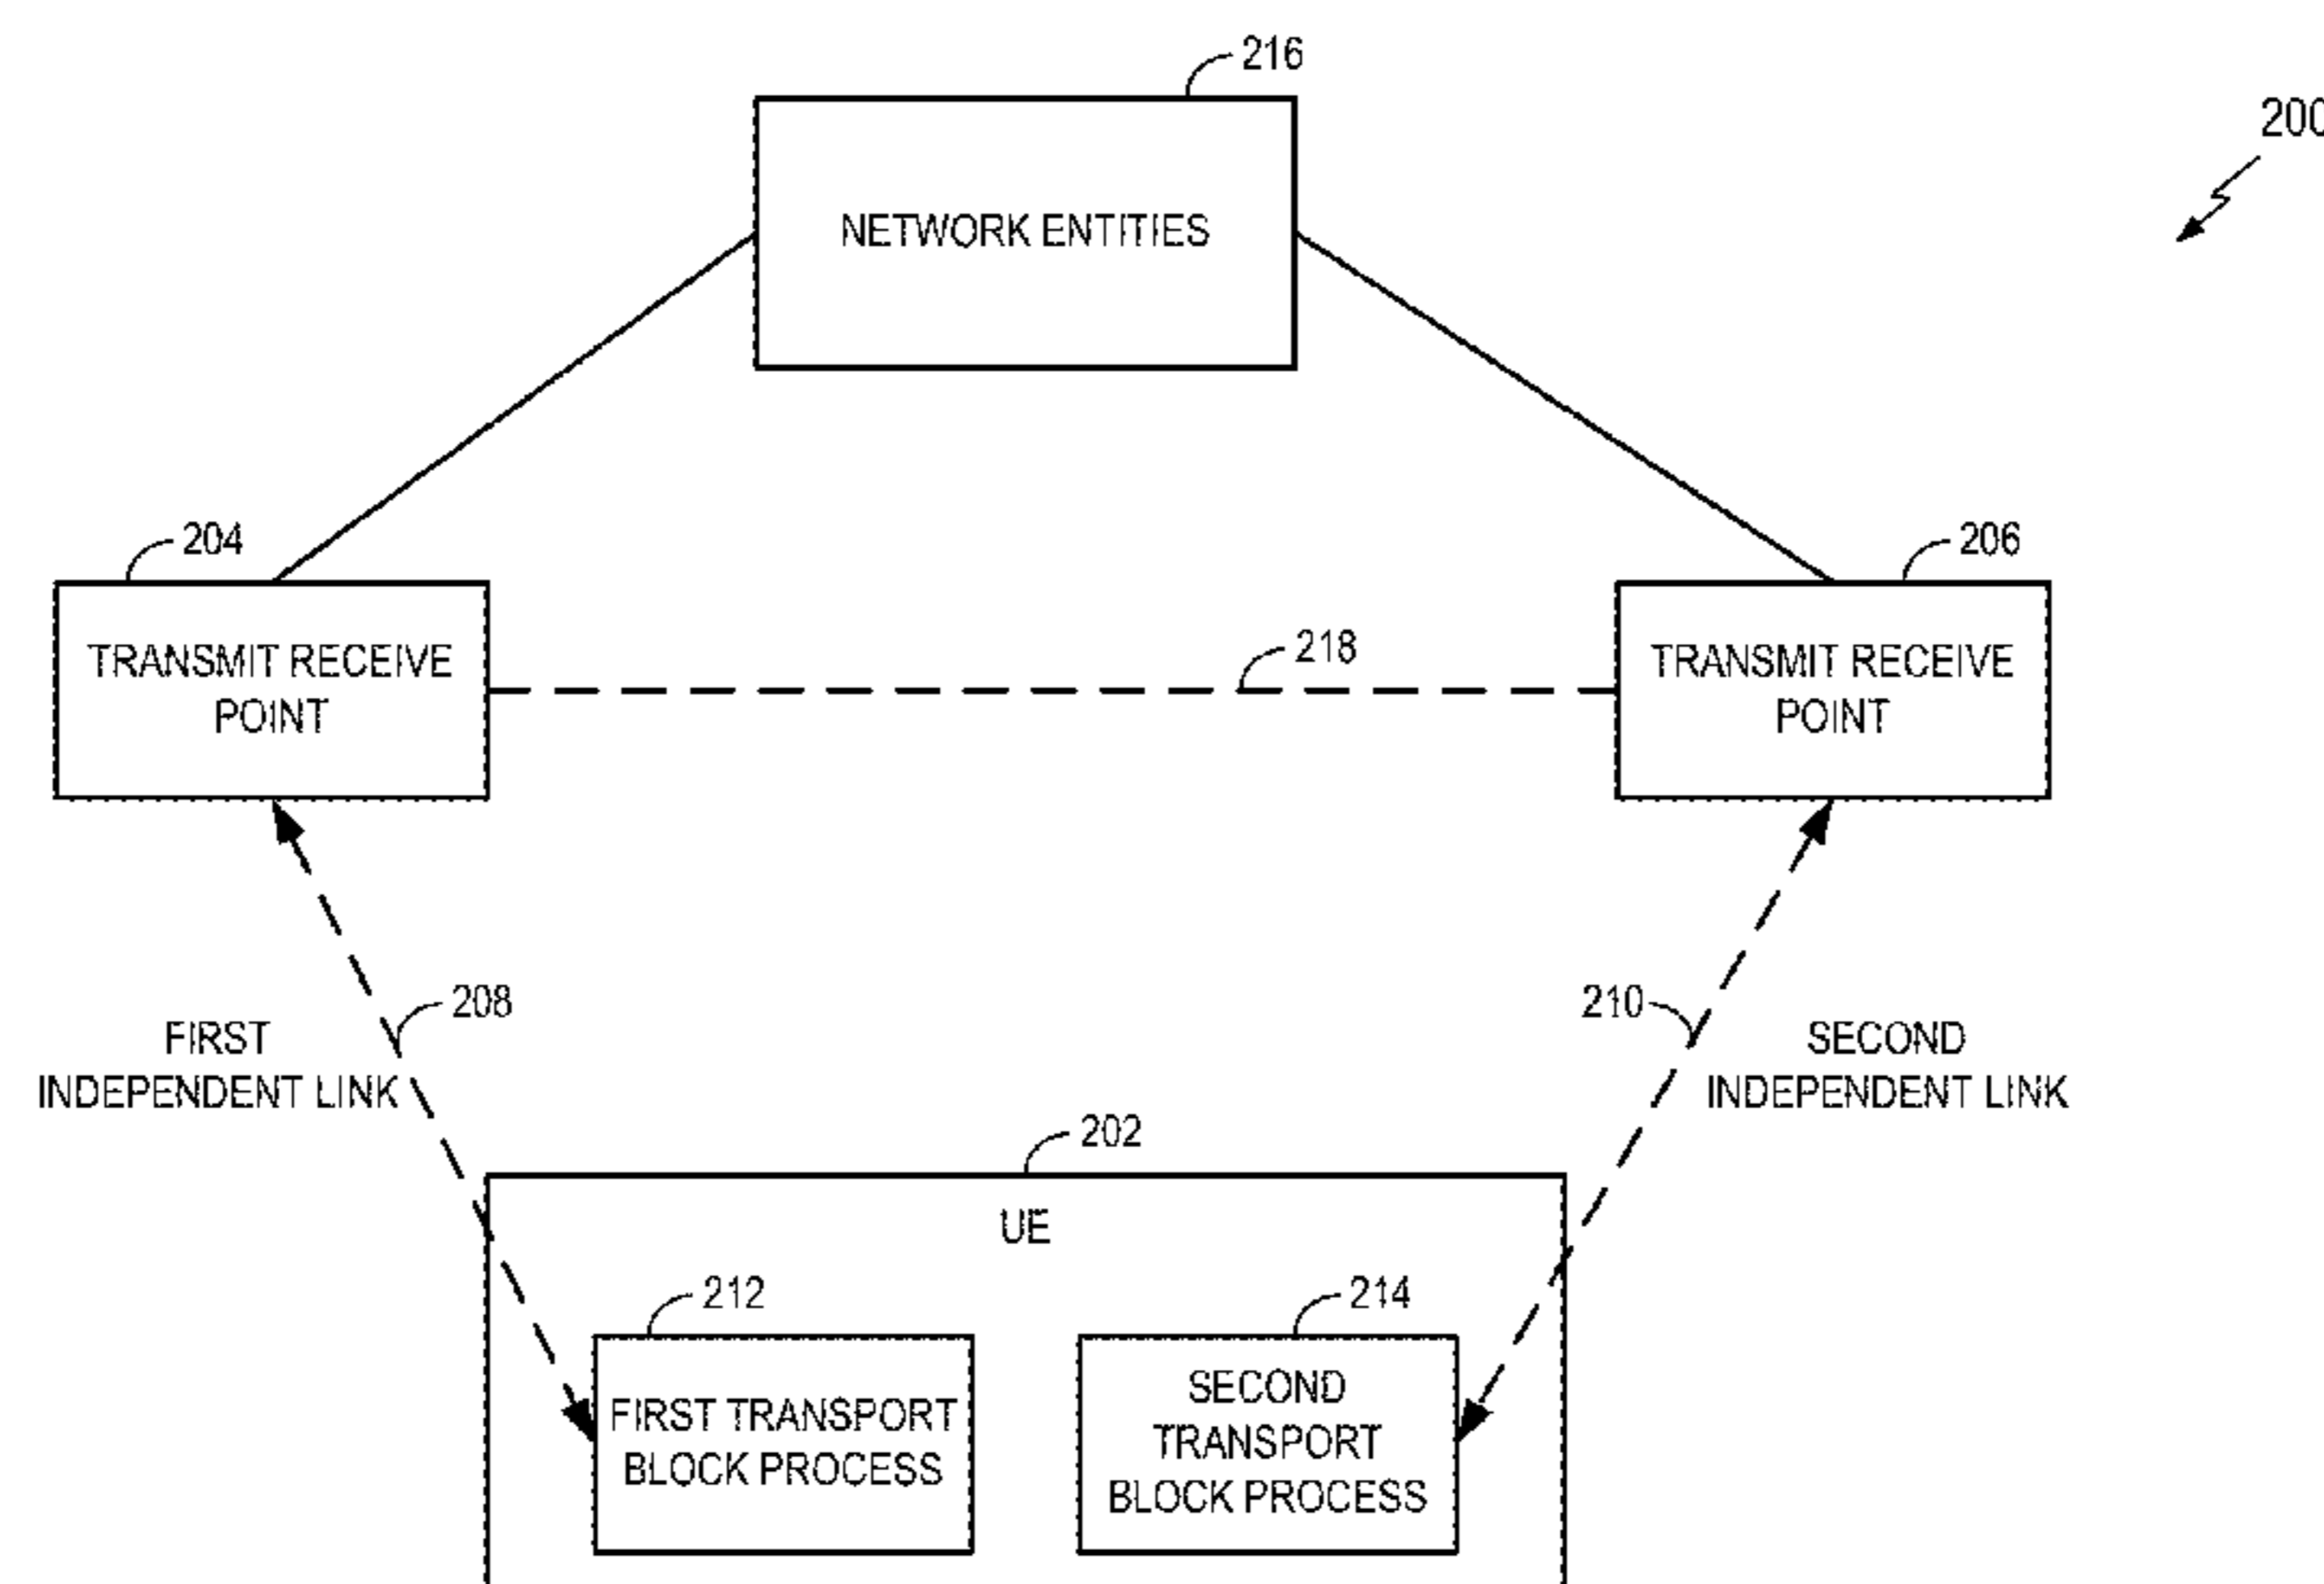 216
200
NETWORK ENTITIES
204
206
TRANSMIT RECEIVE
POINT
218
TRANSMIT RECEIVE
POINT
208
FIRST
INDEPENDENT LINK
210
SECOND
INDEPENDENT LINK
202
UE
212
FIRST TRANSPORT
BLOCK PROCESS
214
SECOND
TRANSPORT
BLOCK PROCESS